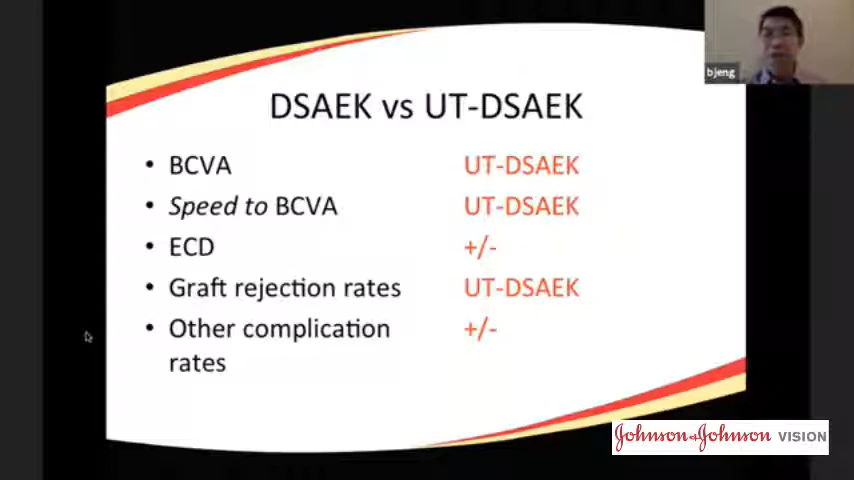 bjeng
DSAEK vs UT-DSAEK
• BCVA UT-DSAEK
• Speed to BCVA UT-DSAEK
• ECD +/-
• Graft rejection rates UT-DSAEK
• Other complication +/-
rates
Johnson & Johnson VISION